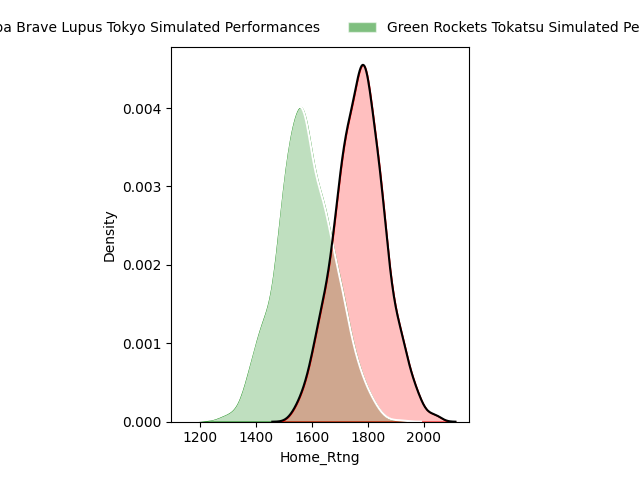 Brave Lupus Tokyo Simulated Performances
Green Rockets Tokatsu Simulated
0.004
0.003
0.002
0.001
0.000
Density
1200 1400 1600 1800 2000
Home_Rtng